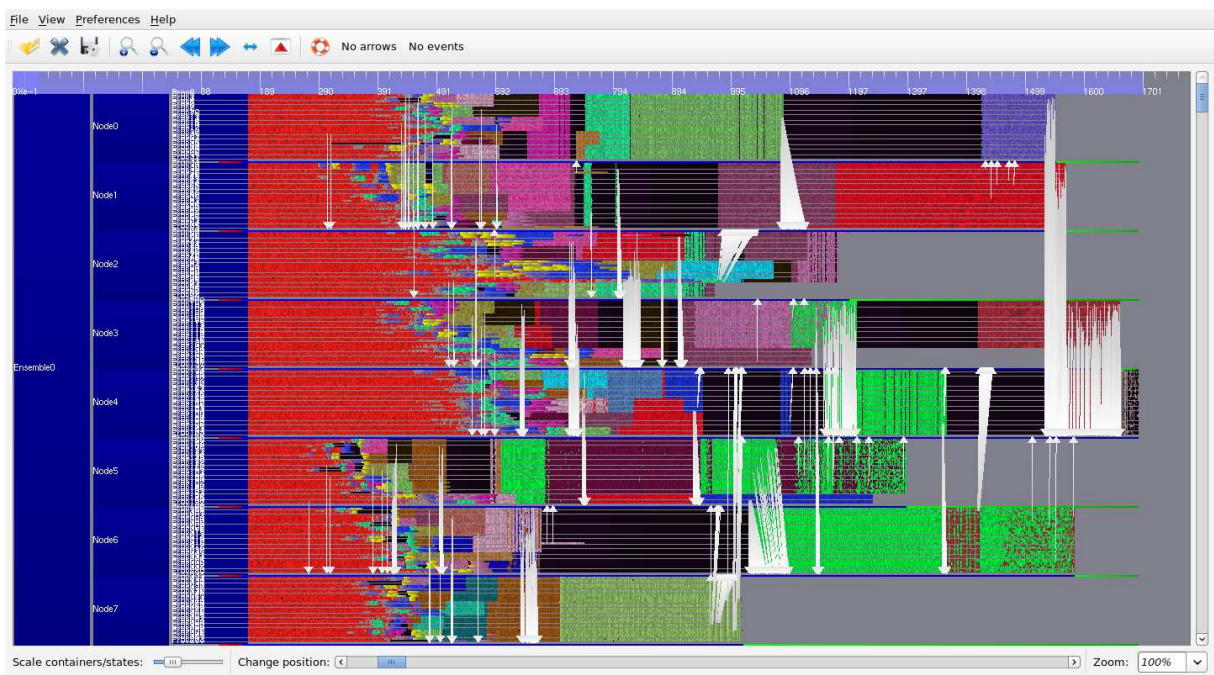 File View Preferences Help
No arrows No events
88 189 290 391 491 592 693 794 894 995 1096 1197 1297 1398 1499 1600 1701
Node0
Node1
Node2
Node3
Ensemble0
Node4
Node5
Node6
Node7
Scale containers/states: Change position: Zoom: 100%